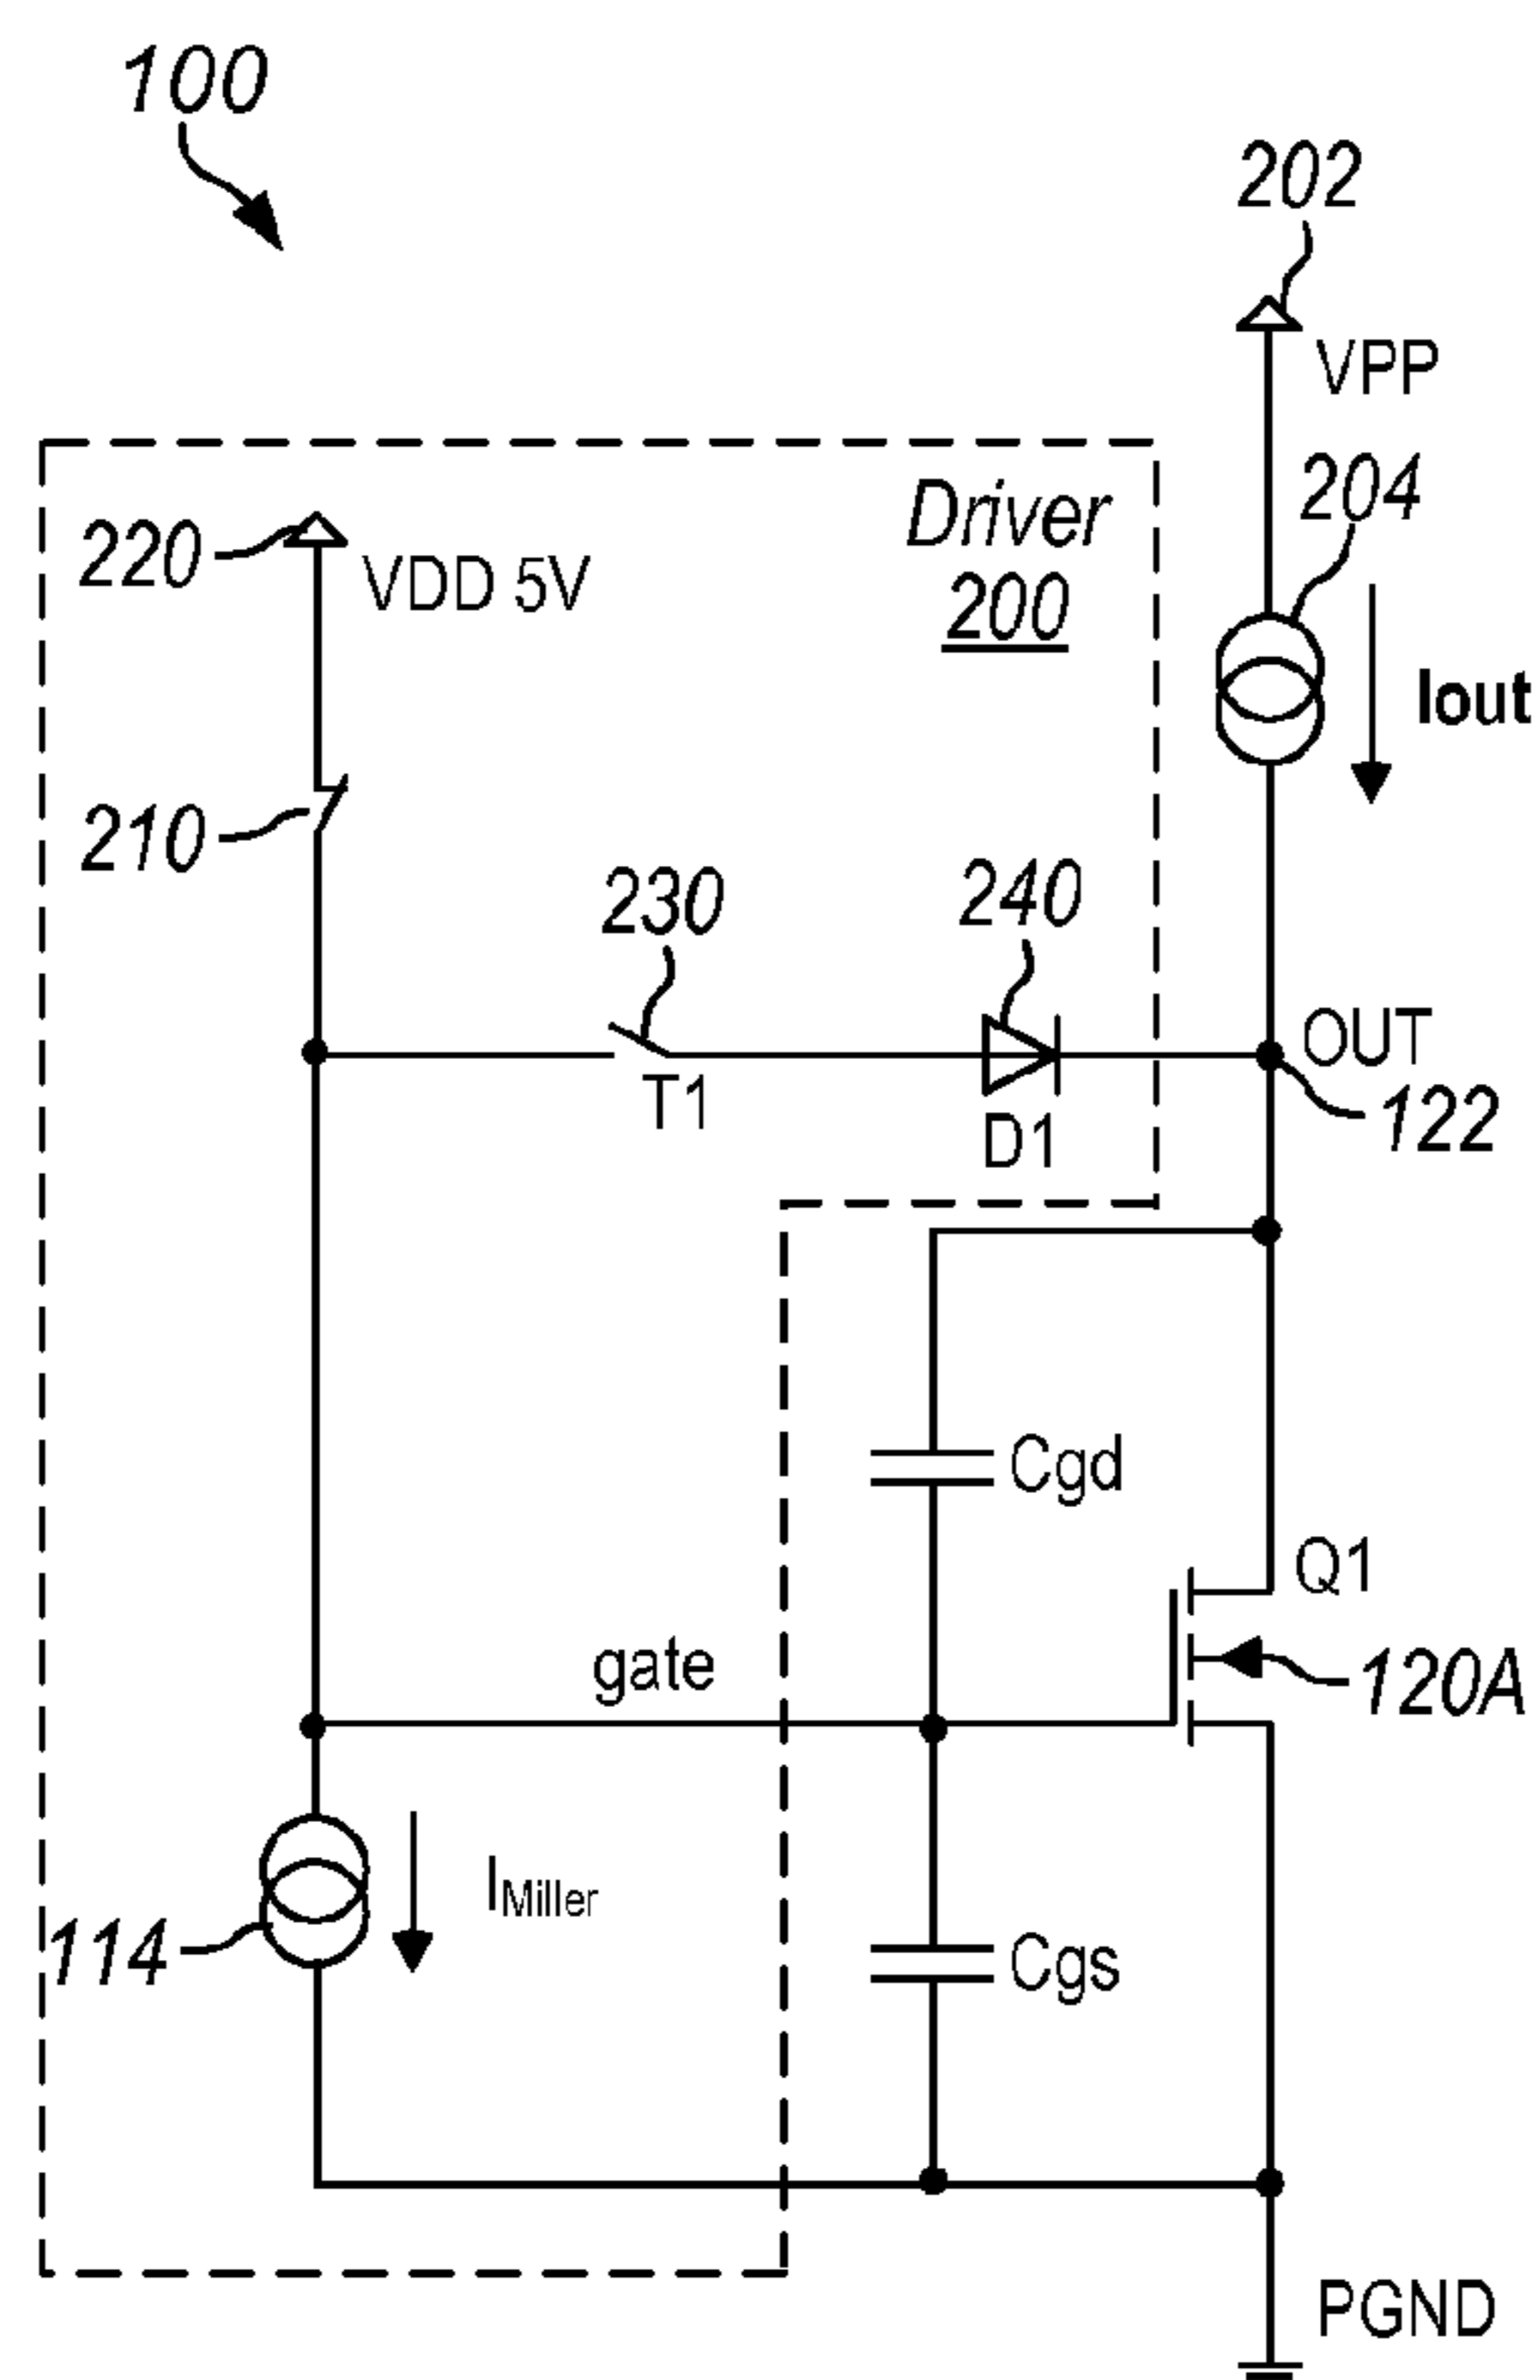 100
202
VPP
204
Driver
200
220
VDD 5V
Iout
210
230
240
T1
D1
OUT
122
Cgd
Q1
gate
120A
I_Miller
114
Cgs
PGND